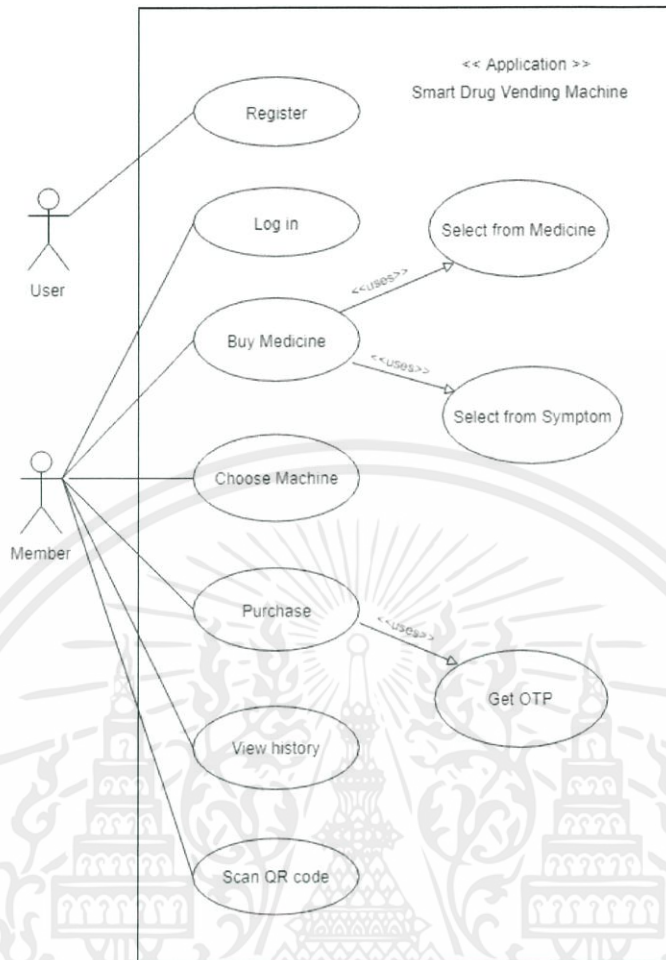 << Application >>
Smart Drug Vending Machine
Register
User
Log in
Select from Medicine
<<uses>>
Buy Medicine
<<uses>>
Select from Symptom
Member
Choose Machine
Purchase
<<uses>>
Get OTP
View history
Scan QR code